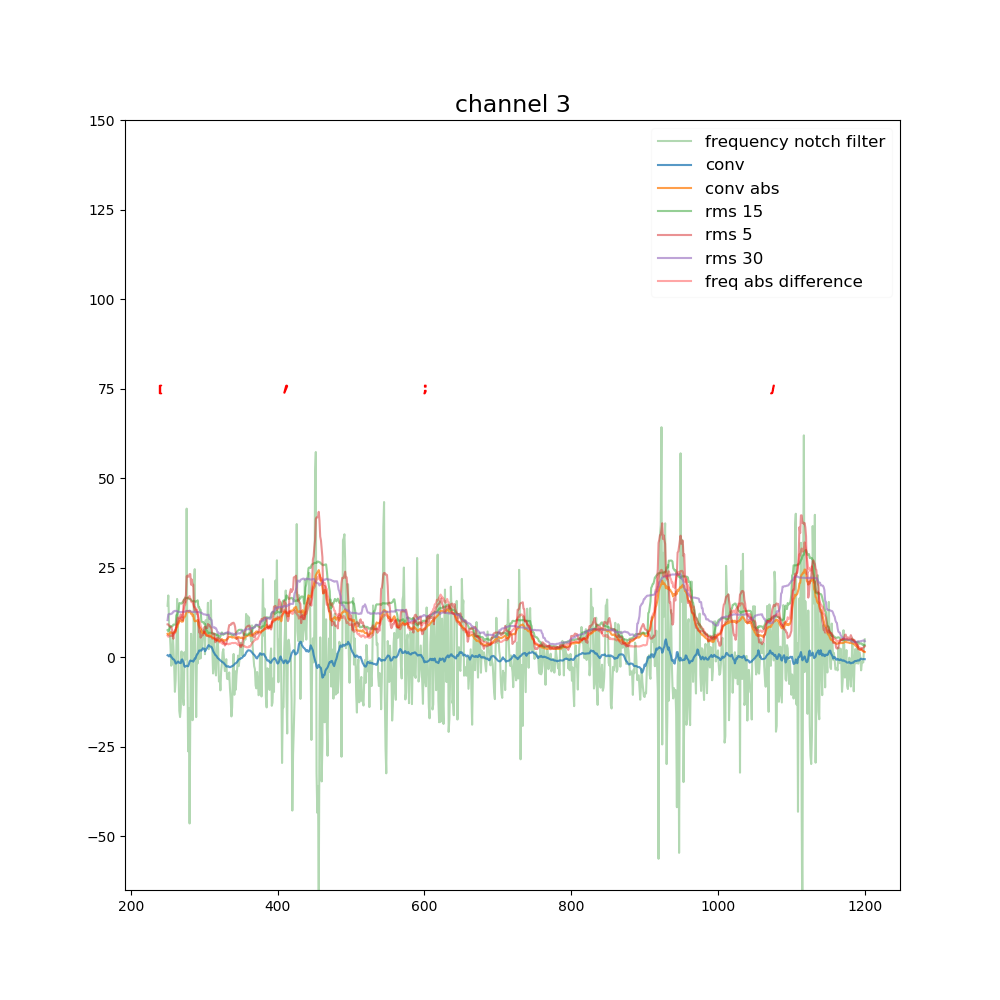 channel 3
150
125
100
75
50
25
0
−25
−50
200
400
600
800
1000
1200
frequency notch filter
conv
conv abs
rms 15
rms 5
rms 30
freq abs difference